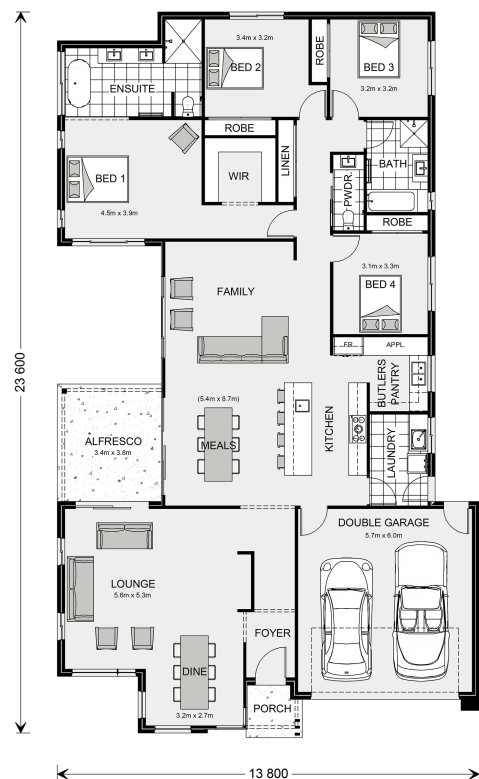 3.4m x 3.2m
BED 2
ROBE
BED 3
3.2m x 3.2m
ENSUITE
ROBE
LINEN
WIR
BED 1
4.5m x 3.9m
PWDR.
BATH
ROBE
3.1m x 3.3m
BED 4
FAMILY
FR.
APPL.
BUTLERS
PANTRY
(5.4m x 8.7m)
MEALS
KITCHEN
LAUNDRY
ALFRESCO
3.4m x 3.8m
DOUBLE GARAGE
5.7m x 6.0m
LOUNGE
5.6m x 5.3m
FOYER
DINE
3.2m x 2.7m
PORCH
23 600
13 800